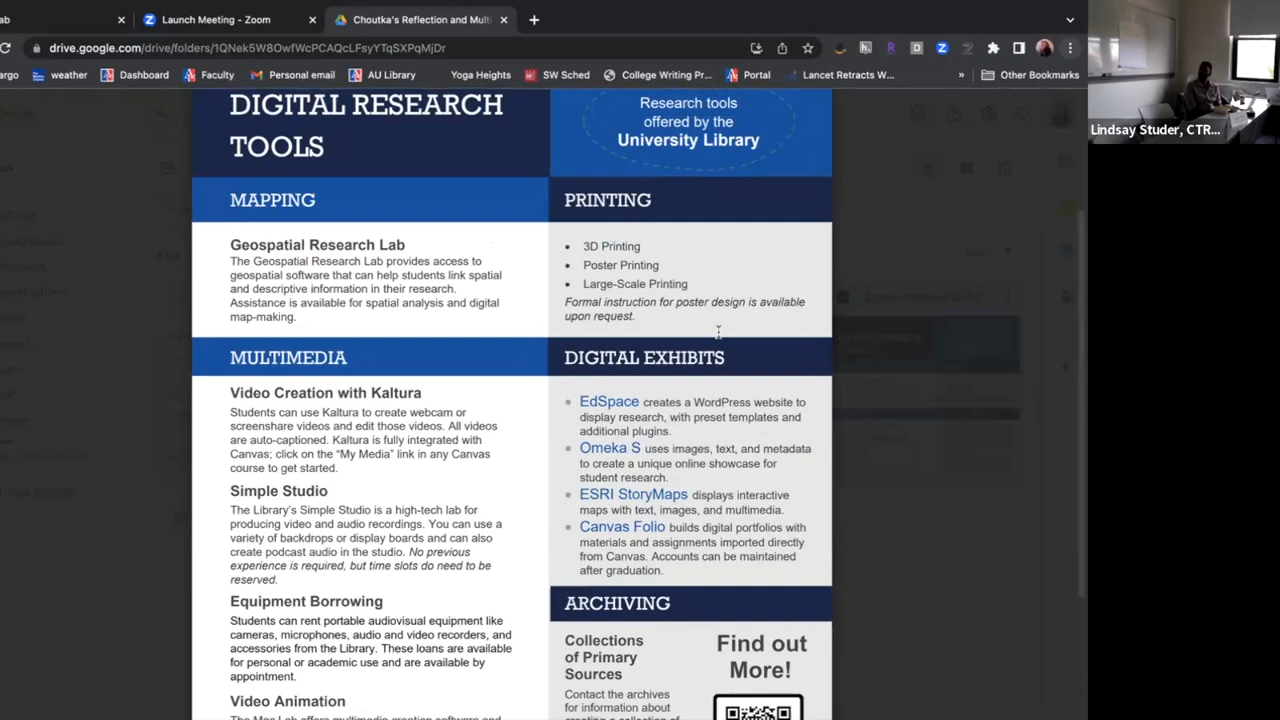 ab
Launch Meeting - Zoom
Choutka's Reflection and Multi
drive.google.com/drive/folders/1QNek5W8OwfWcPCAQcLFsyYTqSXPqMjDr
argo
weather
Dashboard
Faculty
Personal email
AU Library
Yoga Heights
SW Sched
College Writing Pr...
Portal
Lancet Retracts W...
»
Other Bookmarks
Lindsay Studer, CTR...
DIGITAL RESEARCH
TOOLS
Research tools
offered by the
University Library
MAPPING
Geospatial Research Lab
The Geospatial Research Lab provides access to
geospatial software that can help students link spatial
and descriptive information in their research.
Assistance is available for spatial analysis and digital
map-making.
PRINTING
• 3D Printing
• Poster Printing
• Large-Scale Printing
Formal instruction for poster design is available
upon request.
MULTIMEDIA
Video Creation with Kaltura
Students can use Kaltura to create webcam or
screenshare videos and edit those videos. All videos
are auto-captioned. Kaltura is fully integrated with
Canvas; click on the “My Media” link in any Canvas
course to get started.
Simple Studio
The Library's Simple Studio is a high-tech lab for
producing video and audio recordings. You can use a
variety of backdrops or display boards and can also
create podcast audio in the studio. No previous
experience is required, but time slots do need to be
reserved.
Equipment Borrowing
Students can rent portable audiovisual equipment like
cameras, microphones, audio and video recorders, and
accessories from the Library. These loans are available
for personal or academic use and are available by
appointment.
Video Animation
The Mac Lab offers multimedia creation software and
DIGITAL EXHIBITS
• EdSpace creates a WordPress website to
display research, with preset templates and
additional plugins.
• Omeka S uses images, text, and metadata
to create a unique online showcase for
student research.
• ESRI StoryMaps displays interactive
maps with text, images, and multimedia.
• Canvas Folio builds digital portfolios with
materials and assignments imported directly
from Canvas. Accounts can be maintained
after graduation.
ARCHIVING
Collections
of Primary
Sources
Contact the archives
for information about
creating a collection of
Find out
More!